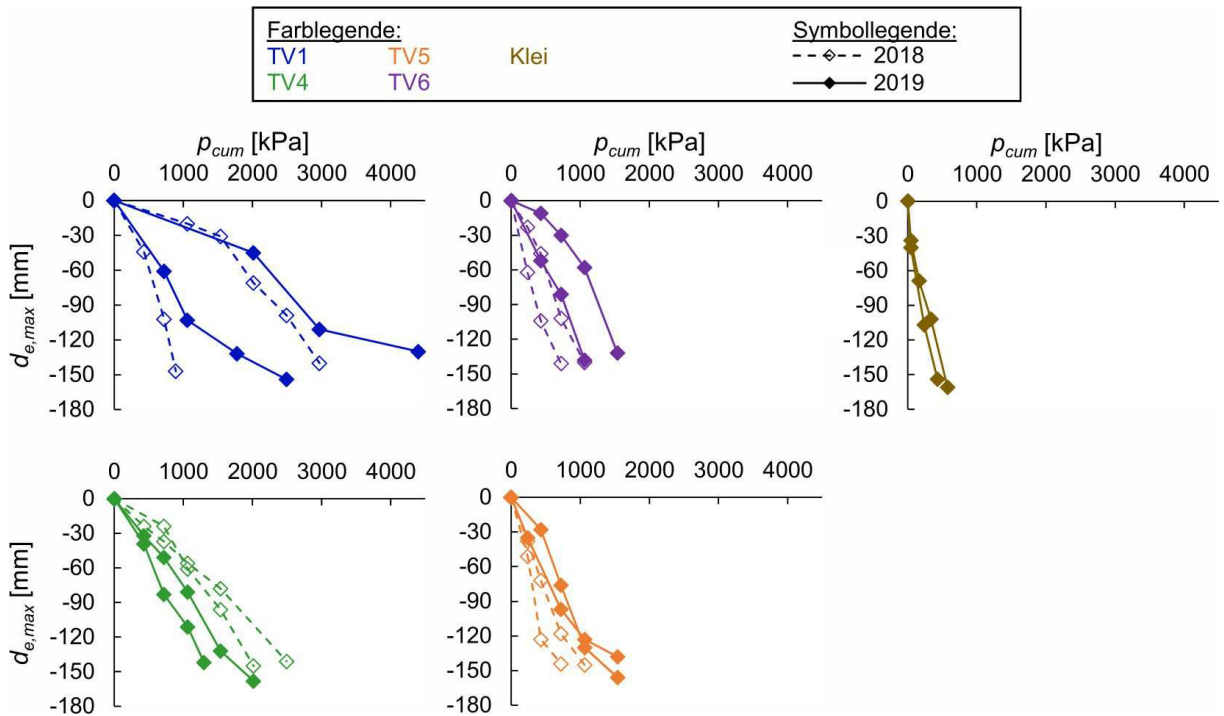 Farblegende: Symbollegende:
TV1 TV5 Klei 2018
TV4 TV6 2019
p_cum [kPa] p_cum [kPa] p_cum [kPa]
0 1000 2000 3000 4000 0 1000 2000 3000 4000 0 1000 2000 3000 4000
0 0 0
-30 -30 -30
-60 -60 -60
-90 -90 -90
-120 -120 -120
-150 -150 -150
-180 -180 -180
d_e,max [mm]
0 1000 2000 3000 4000 0 1000 2000 3000 4000
0 0
-30 -30
-60 -60
-90 -90
-120 -120
-150 -150
-180 -180
d_e,max [mm]